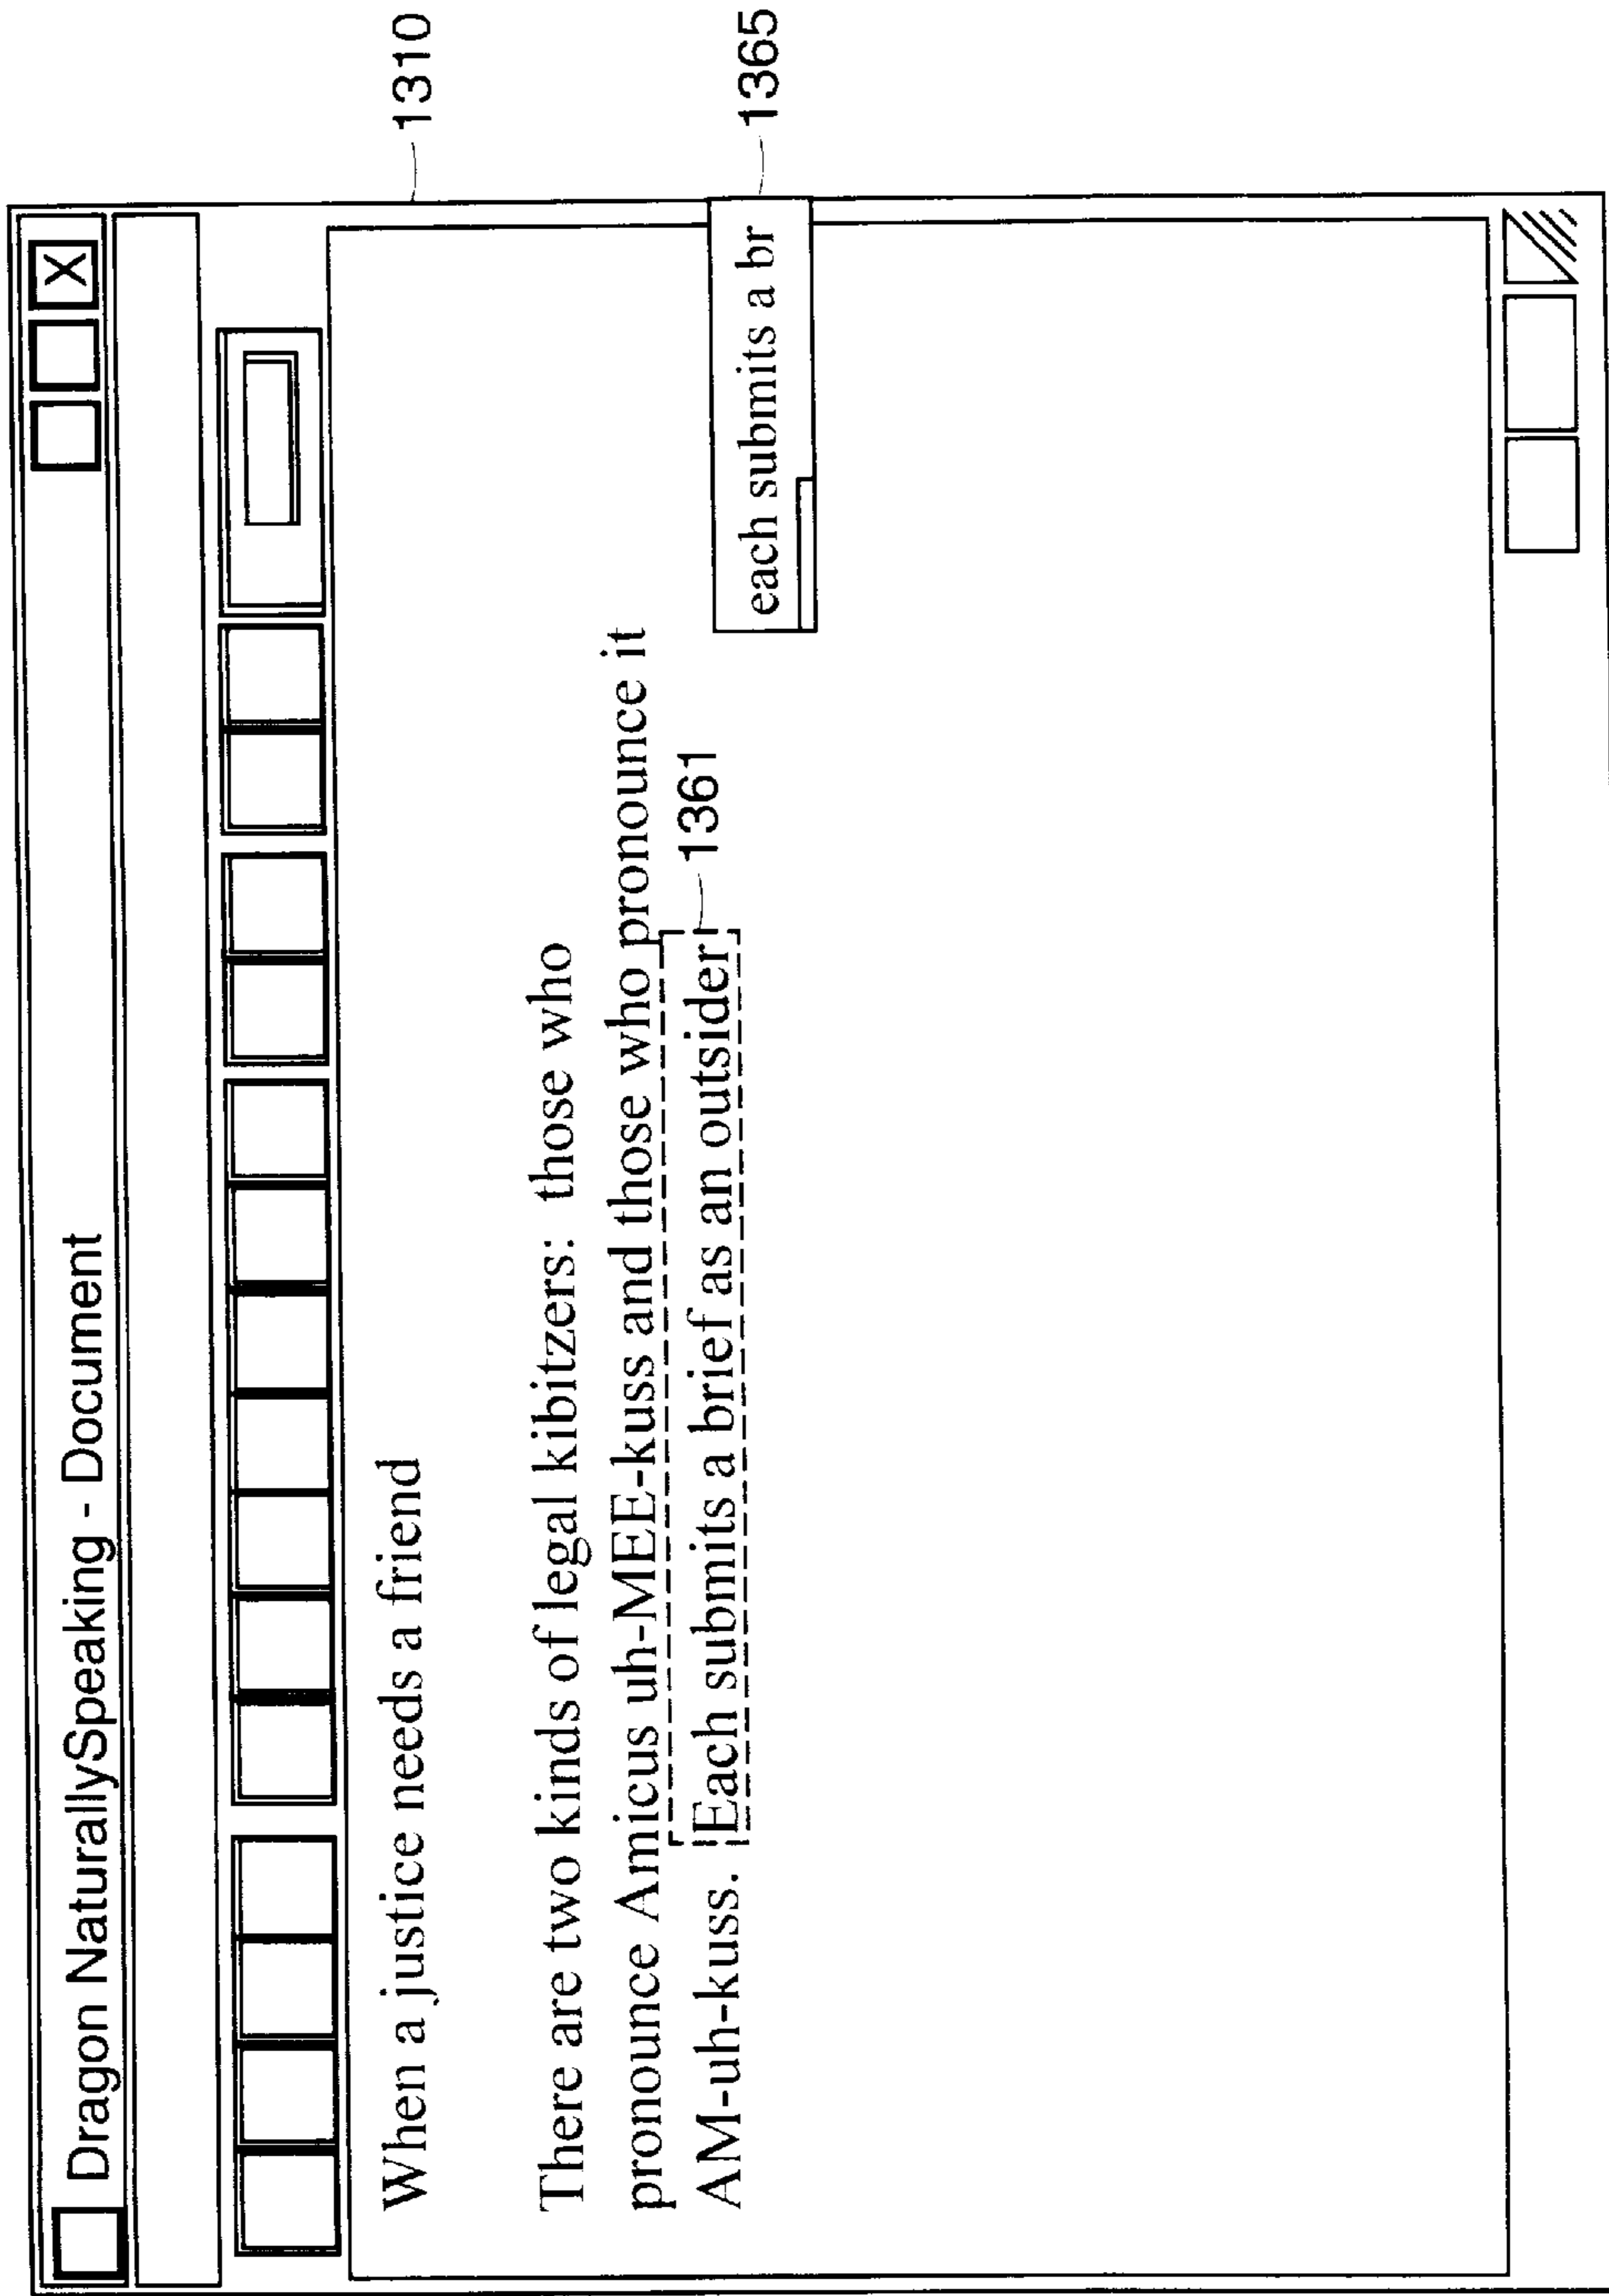 Dragon NaturallySpeaking - Document
X
1310
When a justice needs a friend
There are two kinds of legal kibitzers: those who
pronounce Amicus uh-MEE-kuss and those who pronounce it
AM-uh-kuss. Each submits a brief as an outsider
1361
each submits a br
1365